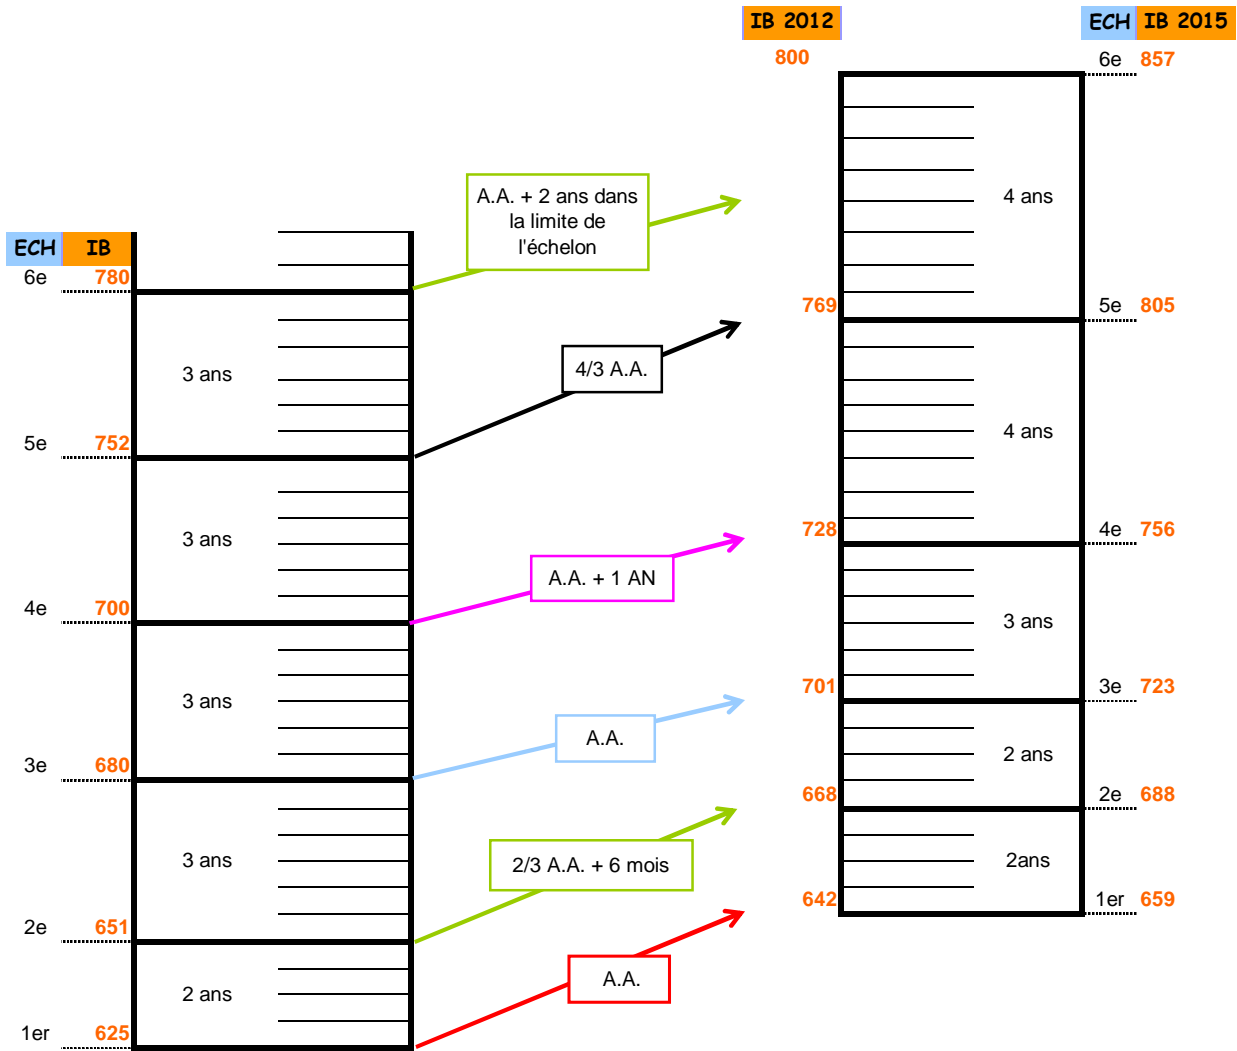 IB 2012
ECH IB 2015
800
6e 857
4 ans
A.A. + 2 ans dans
la limite de
l'échelon
ECH IB
6e 780
769
5e 805
3 ans
4/3 A.A.
4 ans
5e 752
728
4e 756
3 ans
A.A. + 1 AN
3 ans
4e 700
701
3e 723
3 ans
A.A.
2 ans
3e 680
668
2e 688
3 ans
2/3 A.A. + 6 mois
2ans
642
1er 659
2e 651
2 ans
A.A.
1er 625